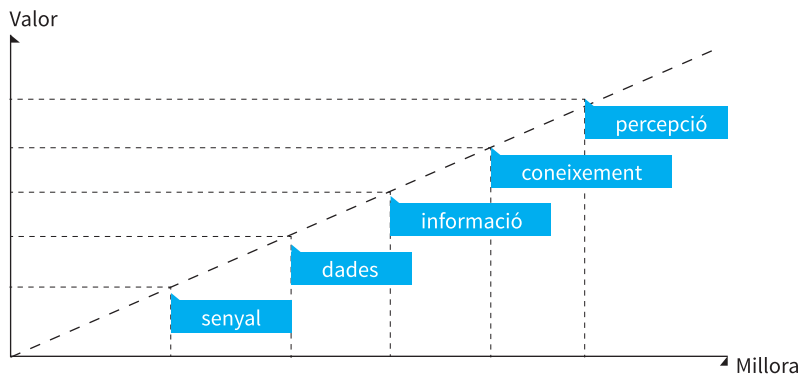 Valor
percepció
coneixement
informació
dades
senyal
Millora